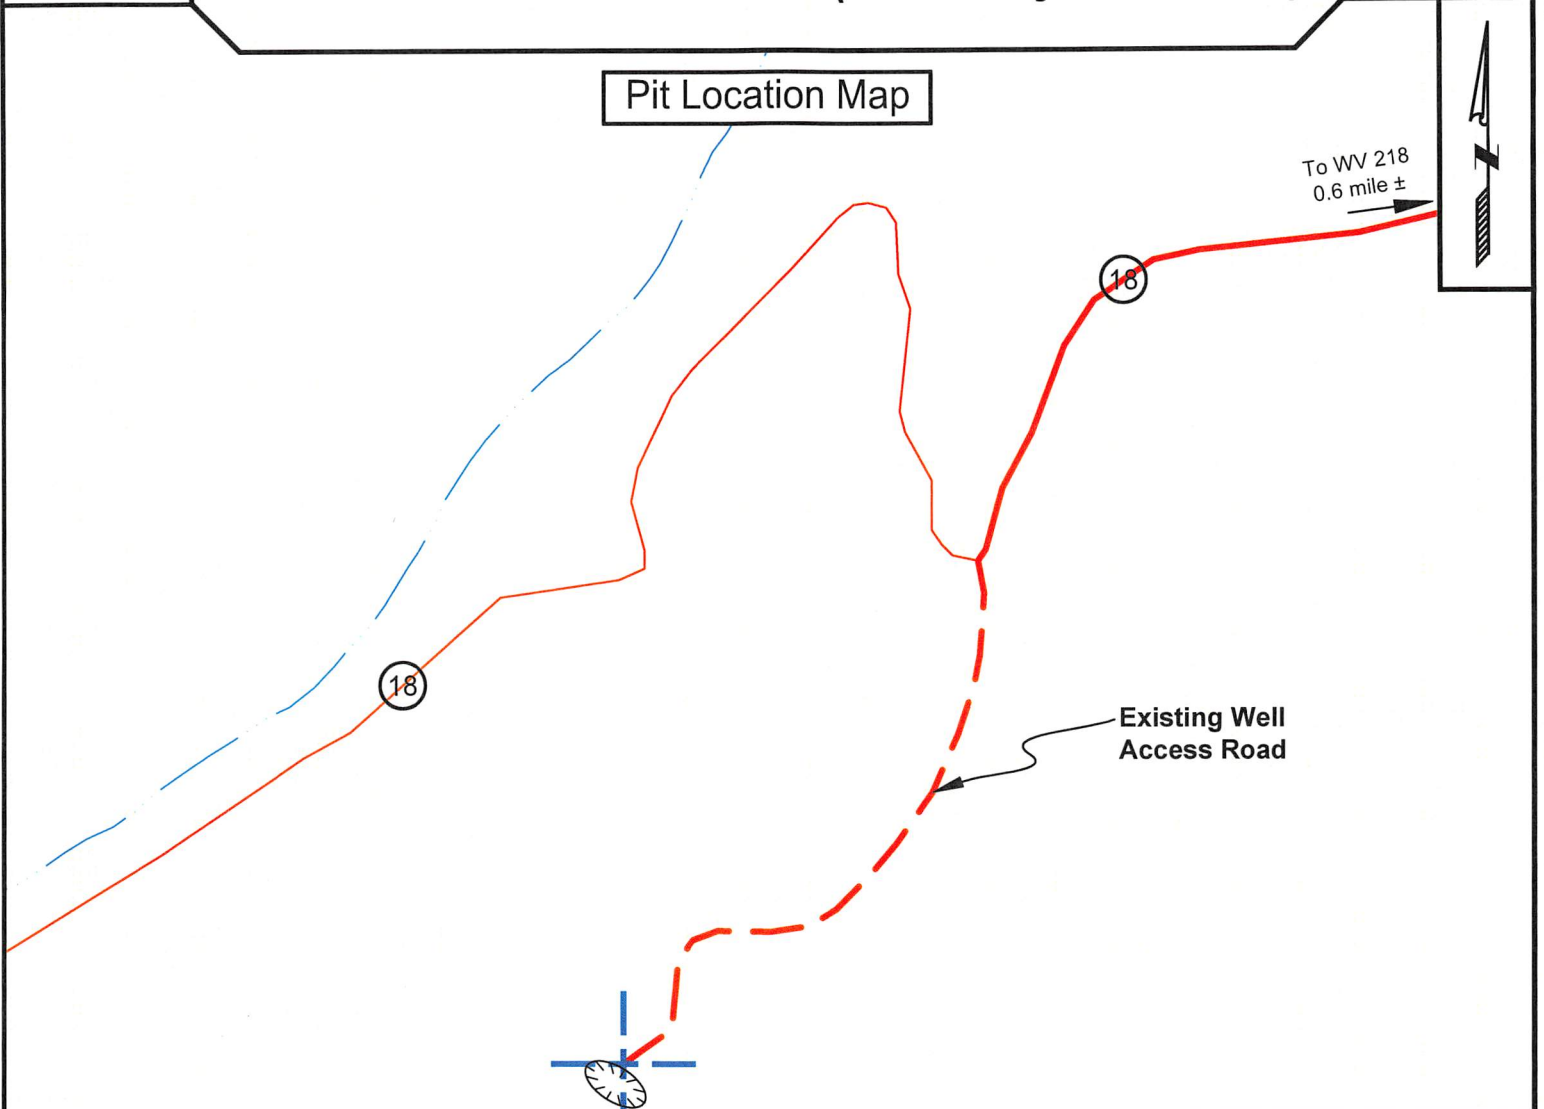 Pit Location Map
To WV 218
0.6 mile ±
18
18
Existing Well
Access Road
N